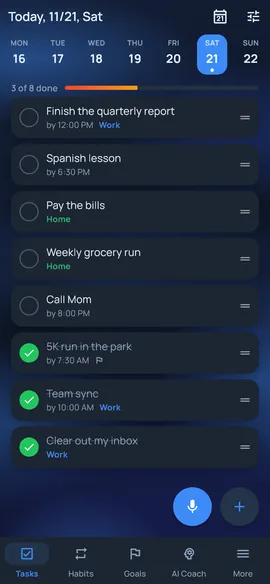 Today, 11/21, Sat
21
MON TUE WED THU FRI SAT SUN
16 17 18 19 20 21 22
3 of 8 done
Finish the quarterly report
by 12:00 PM Work
Spanish lesson
by 6:30 PM
Pay the bills
Home
Weekly grocery run
Home
Call Mom
by 8:00 PM
5K run in the park
by 7:30 AM
Team sync
by 10:00 AM Work
Clear out my inbox
Work
Tasks Habits Goals AI Coach More